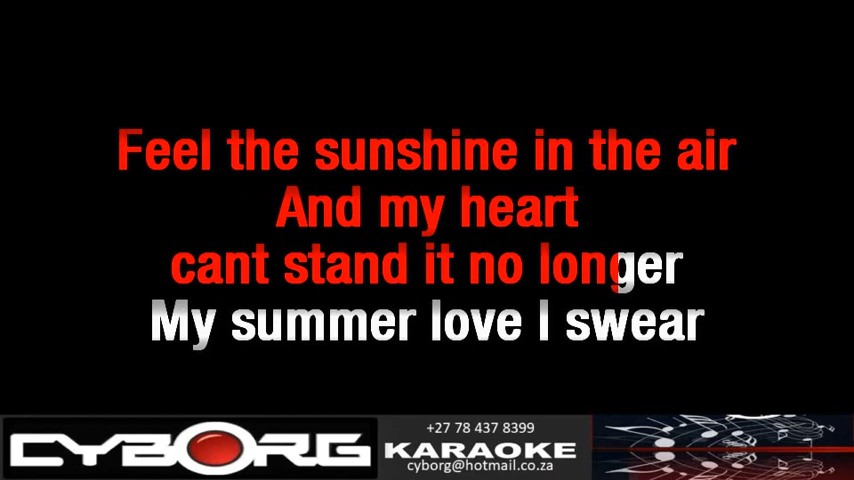 Feel the sunshine in the air
And my heart
cant stand it no longer
My summer love I swear
CYBORG
+27 78 437 8399
KARAOKE
cyborg@hotmail.co.za